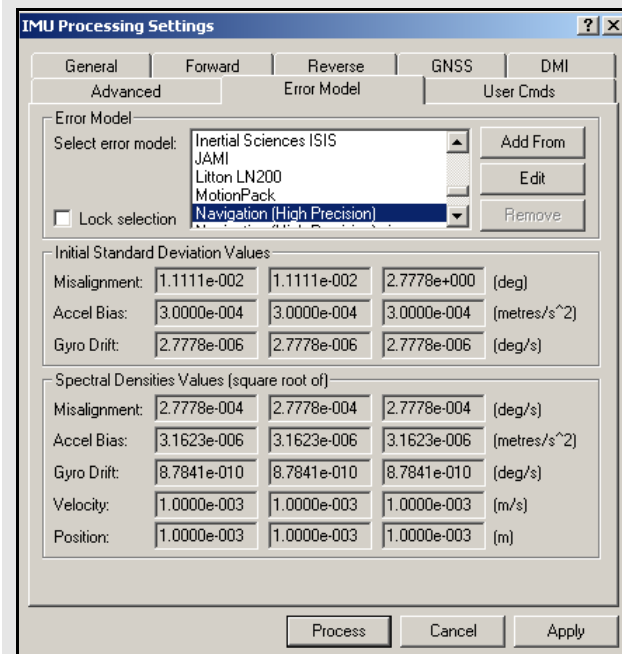 IMU Processing Settings
General Forward Reverse GNSS DMI
Advanced Error Model User Cmds
Error Model
Select error model:
Inertial Sciences ISIS
JAMI
Litton LN200
MotionPack
Navigation (High Precision)
Add From
Edit
Remove
Lock selection
Initial Standard Deviation Values
Misalignment: 1.1111e-002 1.1111e-002 2.7778e+000 (deg)
Accel Bias: 3.0000e-004 3.0000e-004 3.0000e-004 (metres/s^2)
Gyro Drift: 2.7778e-006 2.7778e-006 2.7778e-006 (deg/s)
Spectral Densities Values (square root of)
Misalignment: 2.7778e-004 2.7778e-004 2.7778e-004 (deg/s)
Accel Bias: 3.1623e-006 3.1623e-006 3.1623e-006 (metres/s^2)
Gyro Drift: 8.7841e-010 8.7841e-010 8.7841e-010 (deg/s)
Velocity: 1.0000e-003 1.0000e-003 1.0000e-003 (m/s)
Position: 1.0000e-003 1.0000e-003 1.0000e-003 (m)
Process Cancel Apply